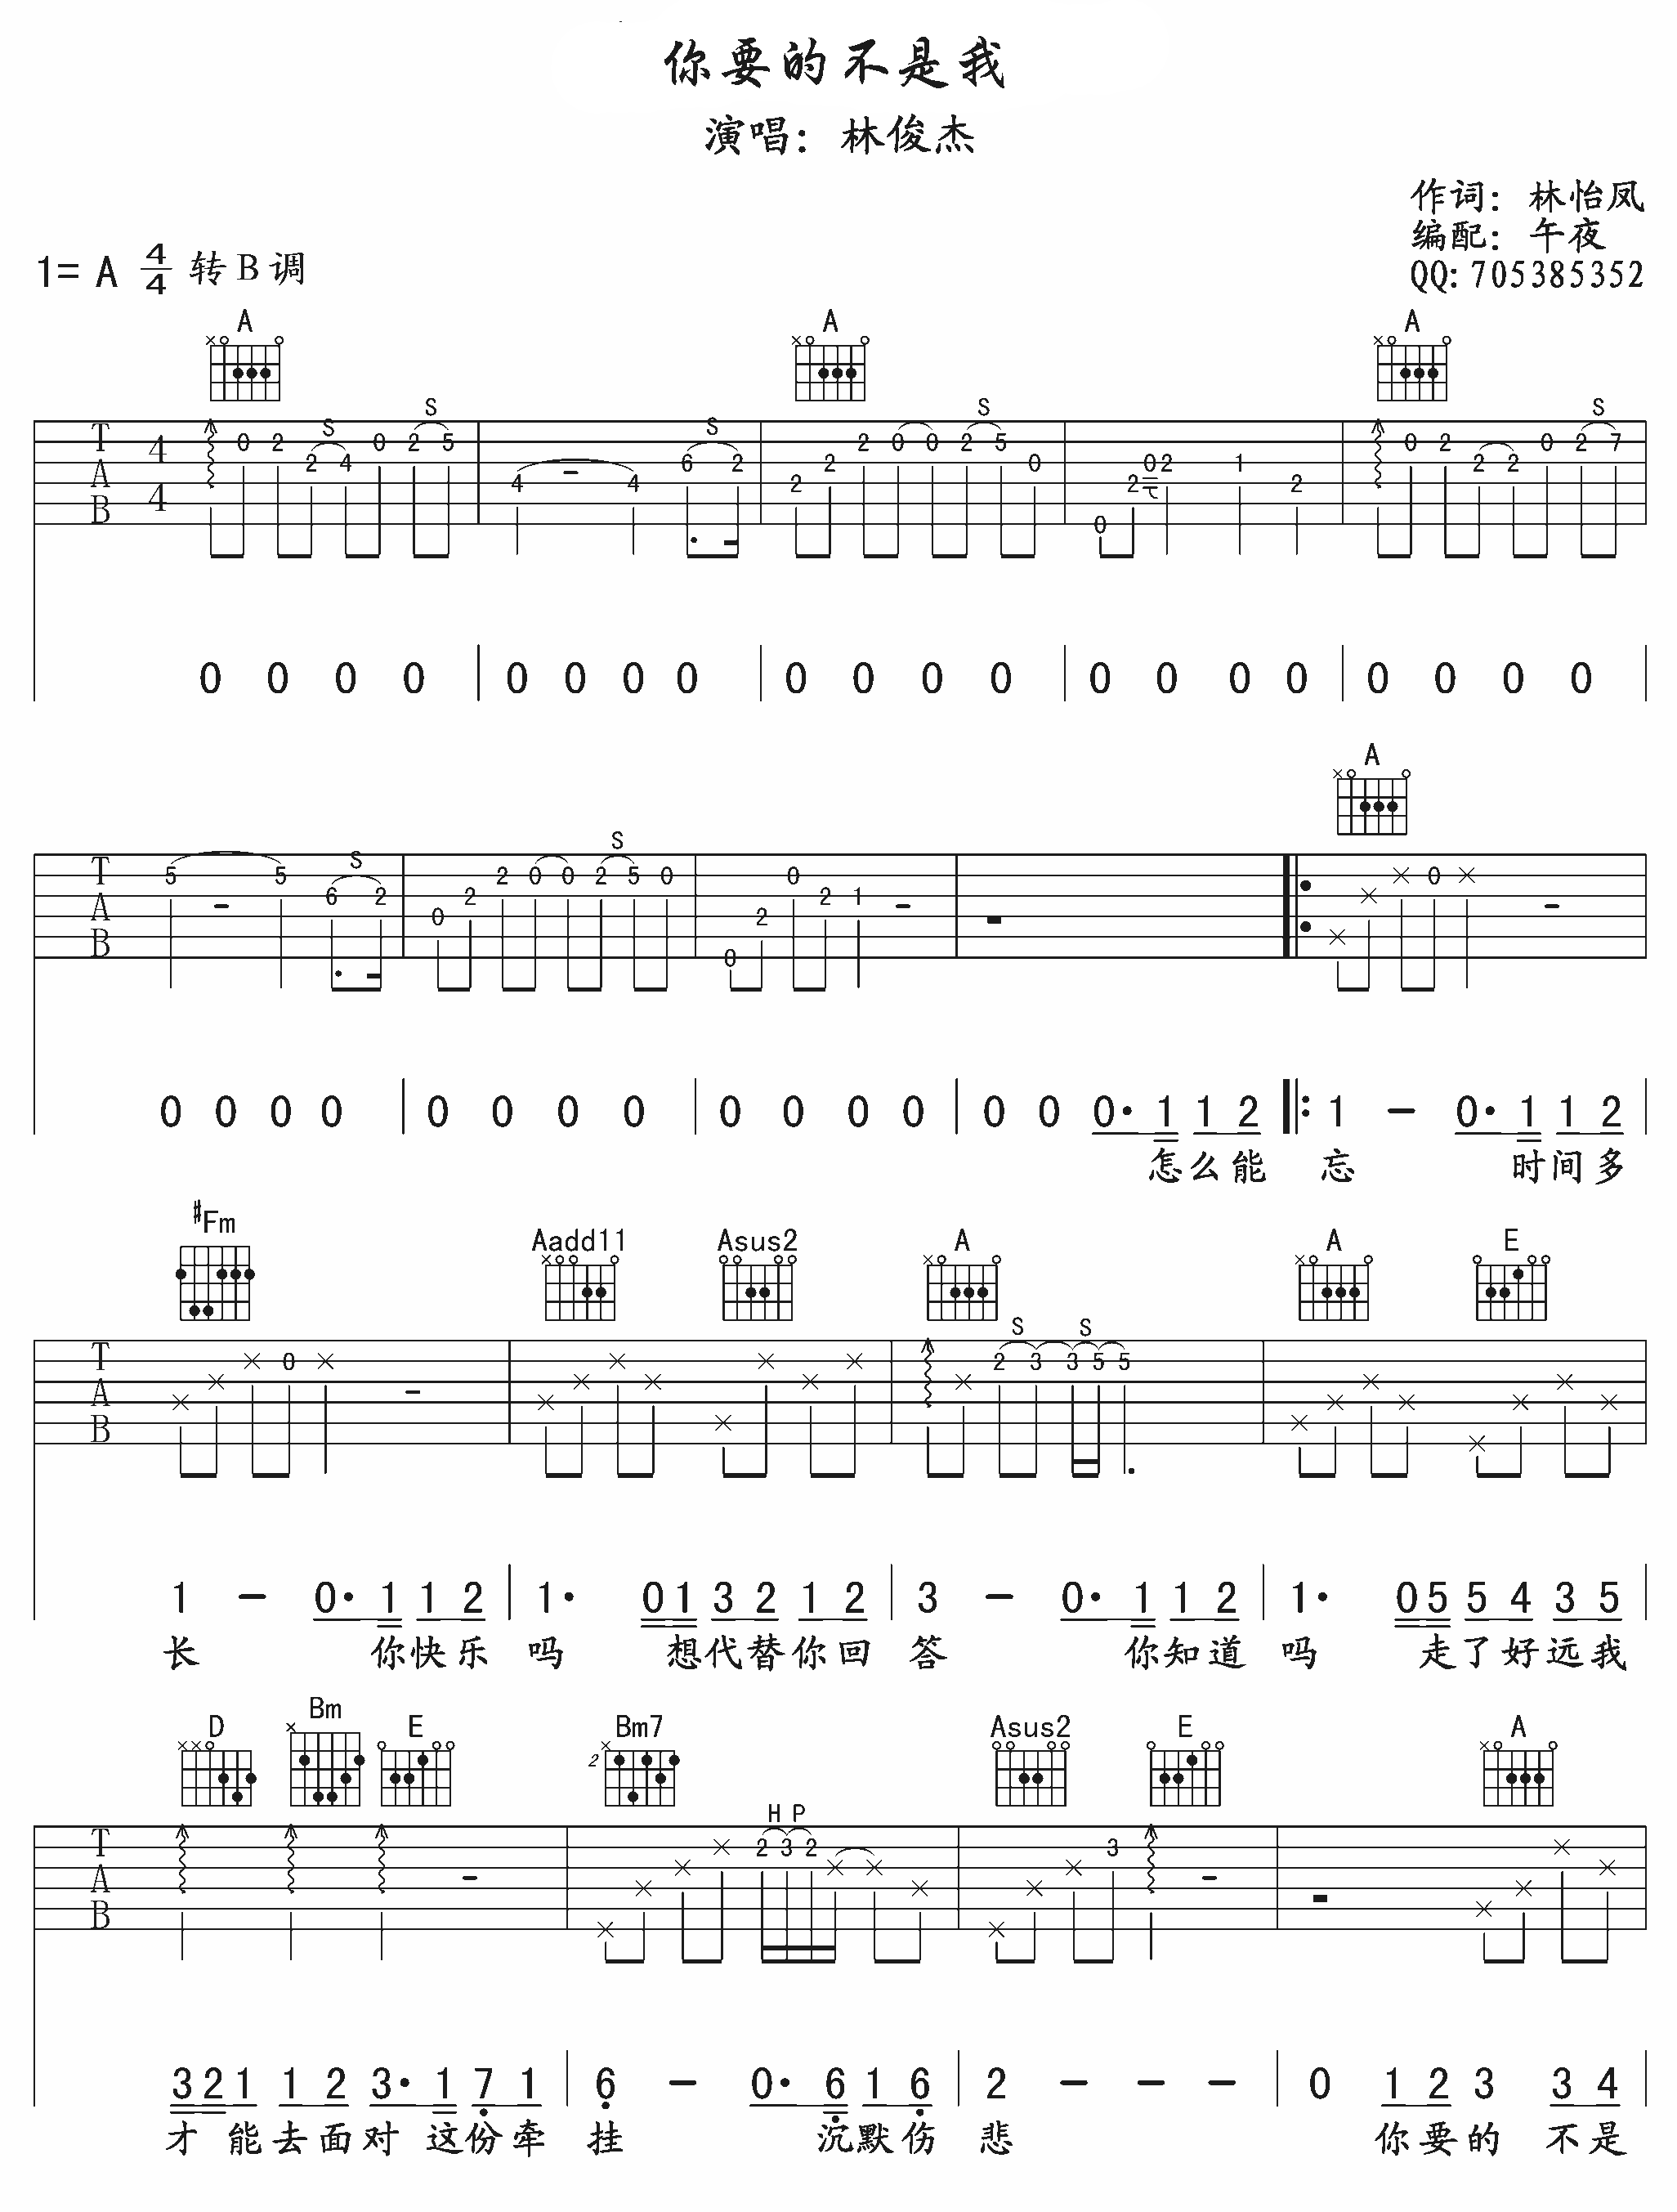 你要的不是我
演唱：林俊杰
作词：林怡凤
编配：午夜
QQ: 705385352
1= A 4/4 转 B 调
A A A
S S S S S
T A B 4 4 0 2 2 4 0 2 5 4 4 6 2 2 2 2 0 0 2 5 0 0 2 0 2 1 2 0 2 2 2 0 2 7
0 0 0 0 0 0 0 0 0 0 0 0 0 0 0 0 0 0 0 0
A
S S
T A B 5 5 6 2 0 2 2 0 0 2 5 0 0 2 0 2 1 0
0 0 0 0 0 0 0 0 0 0 0 0 0 0 0· 1 1 2 1 - 0· 1 1 2
怎么能 忘 时间多
#Fm Aadd11 Asus2 A A E
S S
T A B 0 2 3 3 5 5
1 - 0· 1 1 2 1· 0 1 3 2 1 2 3 - 0· 1 1 2 1· 0 5 5 4 3 5
长 你快乐 吗 想代替你回 答 你知道 吗 走了好远我
D Bm E Bm7 Asus2 E A
2
H P
T A B 2 3 2 3
3 2 1 1 2 3· 1 7 1 6 - 0· 6 1 6 2 - - - 0 1 2 3 3 4
才 能去面对 这份牵 挂 沉默伤 悲 你要的 不是